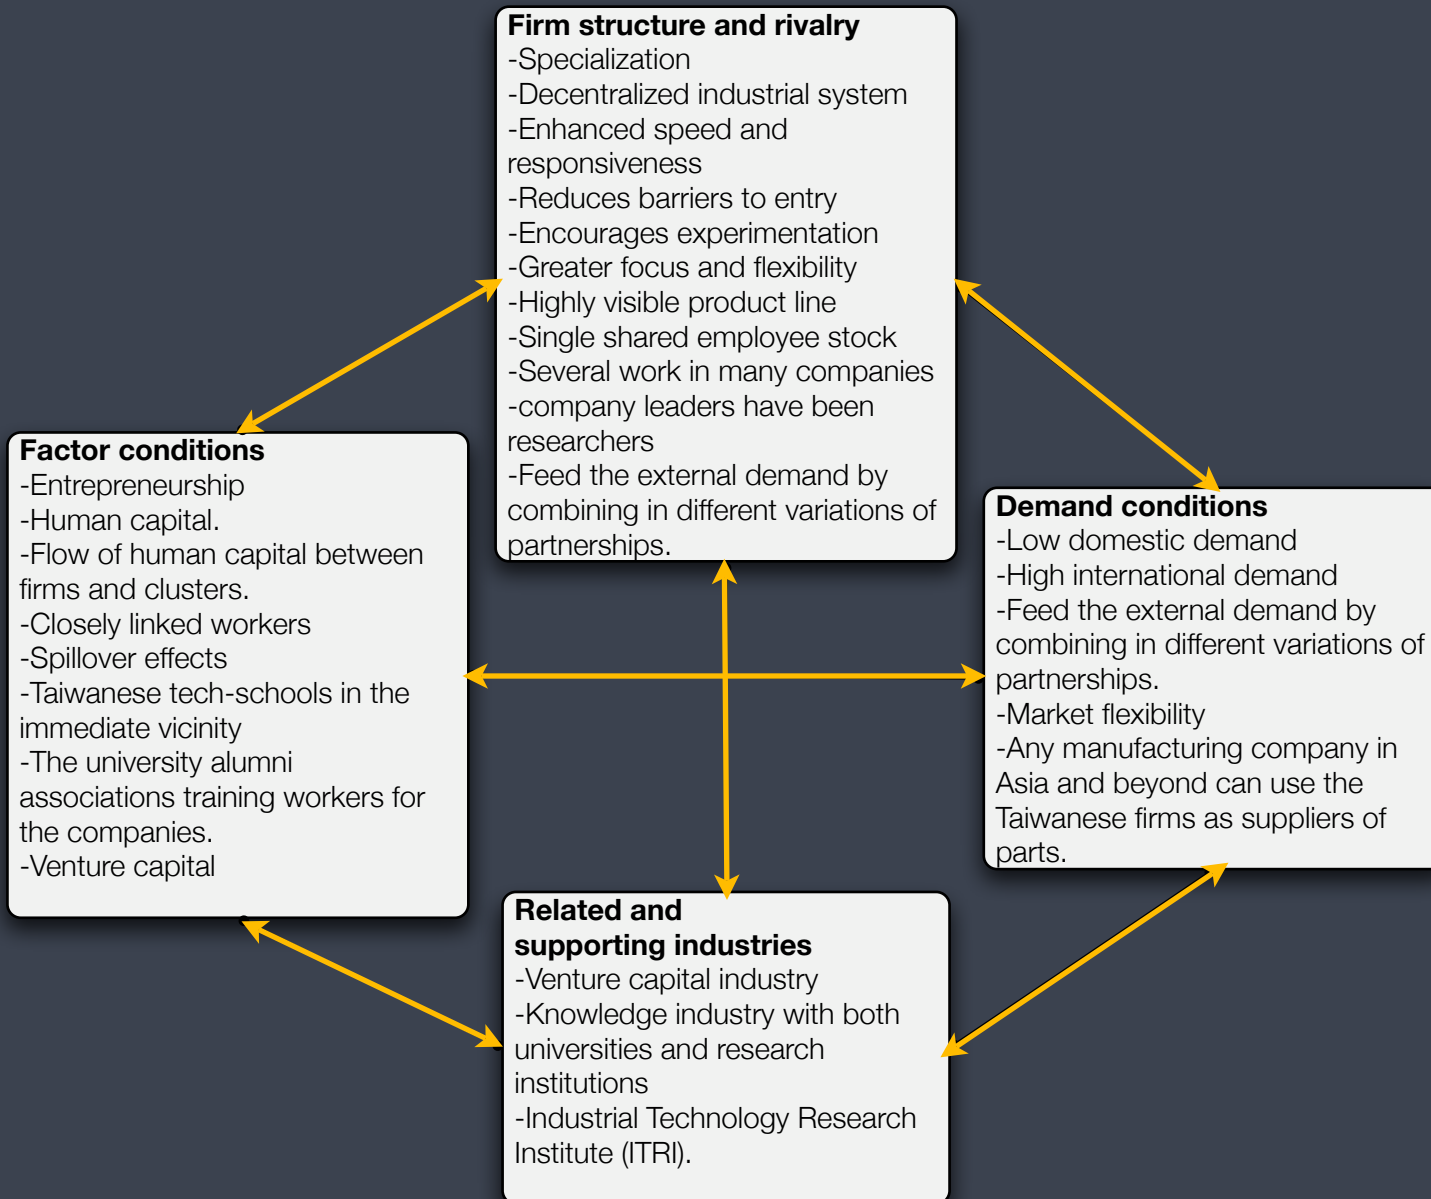 Firm structure and rivalry
-Specialization
-Decentralized industrial system
-Enhanced speed and
responsiveness
-Reduces barriers to entry
-Encourages experimentation
-Greater focus and flexibility
-Highly visible product line
-Single shared employee stock
-Several work in many companies
-company leaders have been
researchers
-Feed the external demand by
combining in different variations of
partnerships.
Factor conditions
-Entrepreneurship
-Human capital.
-Flow of human capital between
firms and clusters.
-Closely linked workers
-Spillover effects
-Taiwanese tech-schools in the
immediate vicinity
-The university alumni
associations training workers for
the companies.
-Venture capital
Demand conditions
-Low domestic demand
-High international demand
-Feed the external demand by
combining in different variations of
partnerships.
-Market flexibility
-Any manufacturing company in
Asia and beyond can use the
Taiwanese firms as suppliers of
parts.
Related and
supporting industries
-Venture capital industry
-Knowledge industry with both
universities and research
institutions
-Industrial Technology Research
Institute (ITRI).